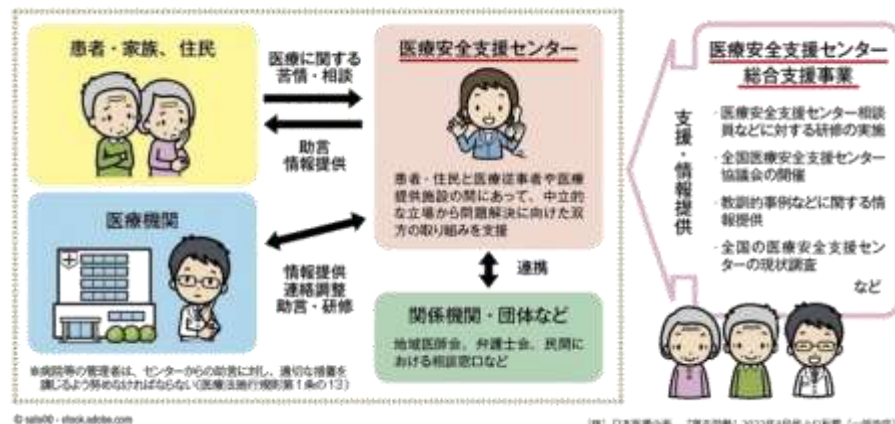 患者・家族、住民
医療に関する
苦情・相談
助言
情報提供
医療安全支援センター
患者・住民と医療従事者や医療
提供施設の間にあって、中立的
な立場から問題解決に向けた双
方の取り組みを支援
医療機関
情報提供
連絡調整
助言・研修
連携
関係機関・団体など
地域医師会、弁護士会、民間に
おける相談窓口など
※病院等の管理者は、センターからの助言に対し、適切な措置を
講じるよう努めなければならない(医療法施行規則第1条の13)
支援・情報提供
医療安全支援センター
総合支援事業
・医療安全支援センター相談
員などに対する研修の実施
・全国医療安全支援センター
協議会の開催
・教訓的事例などに関する情
報提供
・全国の医療安全支援セン
ターの現状調査
など
stock.adobe.com